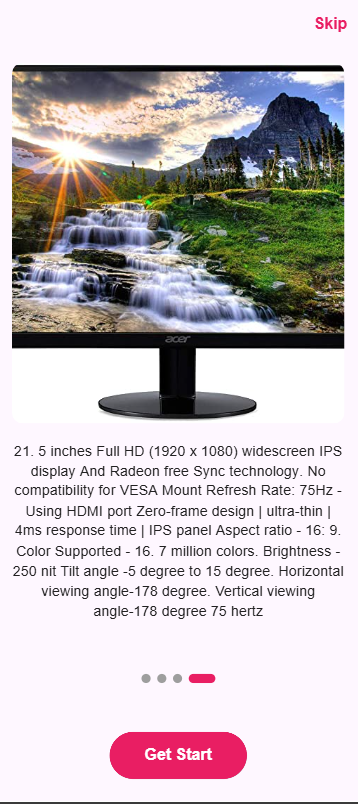 Skip
acer
21. 5 inches Full HD (1920 x 1080) widescreen IPS
display And Radeon free Sync technology. No
compatibility for VESA Mount Refresh Rate: 75Hz -
Using HDMI port Zero-frame design | ultra-thin |
4ms response time | IPS panel Aspect ratio - 16: 9.
Color Supported - 16. 7 million colors. Brightness -
250 nit Tilt angle -5 degree to 15 degree. Horizontal
viewing angle-178 degree. Vertical viewing
angle-178 degree 75 hertz
Get Start